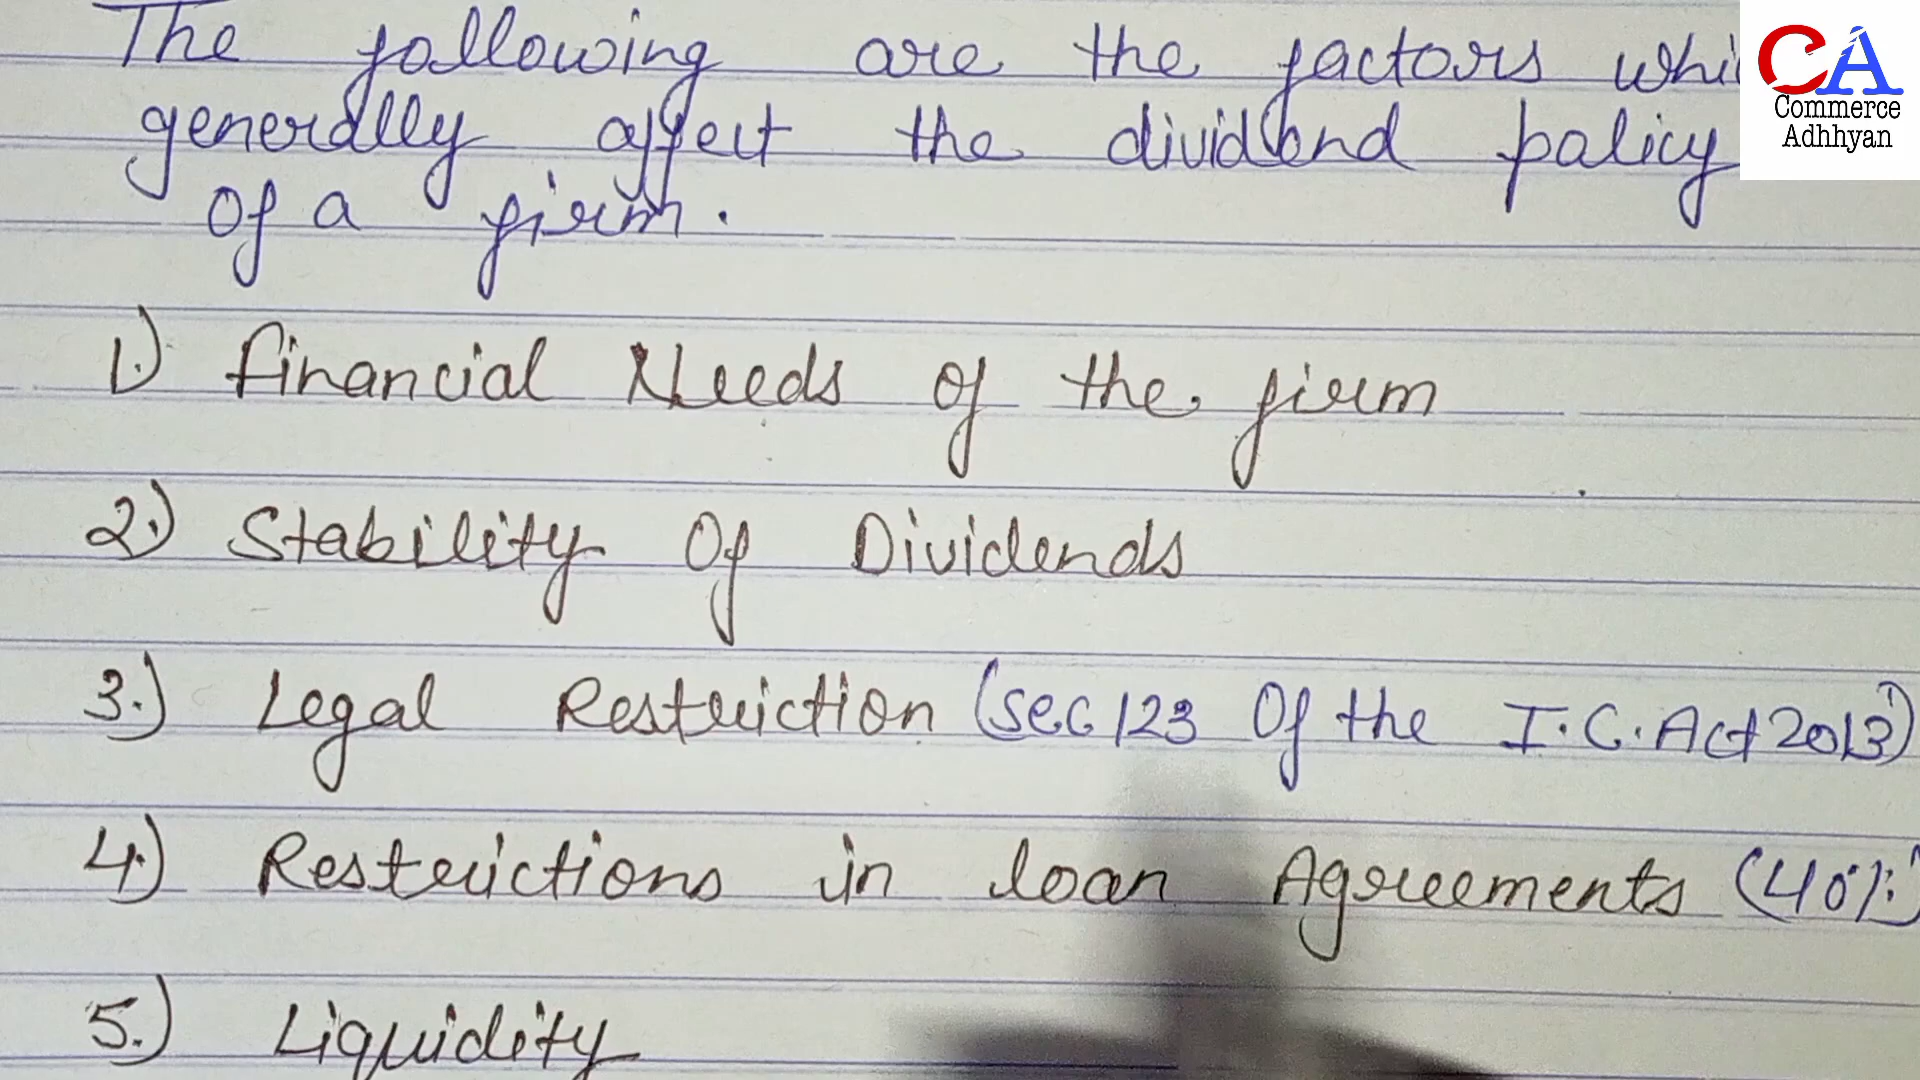 The following are the factors whi
generally affect the dividend policy
Of a firm.
1.) Financial Needs of the firm
2.) Stability Of Dividends
3.) Legal Restriction (Sec 123 Of the I.C. Act 2013)
4.) Restrictions in loan Agreements (40%)
5.) Liquidity
CA
Commerce
Adhhyan